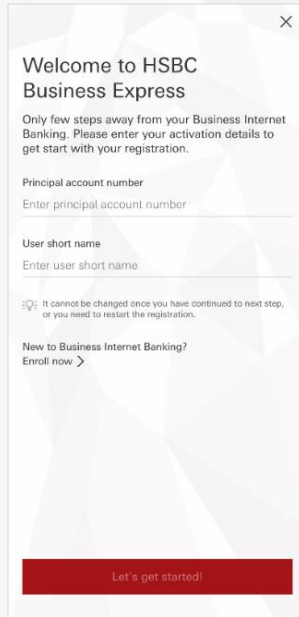 Welcome to HSBC
Business Express
Only few steps away from your Business Internet
Banking. Please enter your activation details to
get start with your registration.
Principal account number
Enter principal account number
User short name
Enter user short name
It cannot be changed once you have continued to next step,
or you need to restart the registration.
New to Business Internet Banking?
Enroll now
Let's get started!